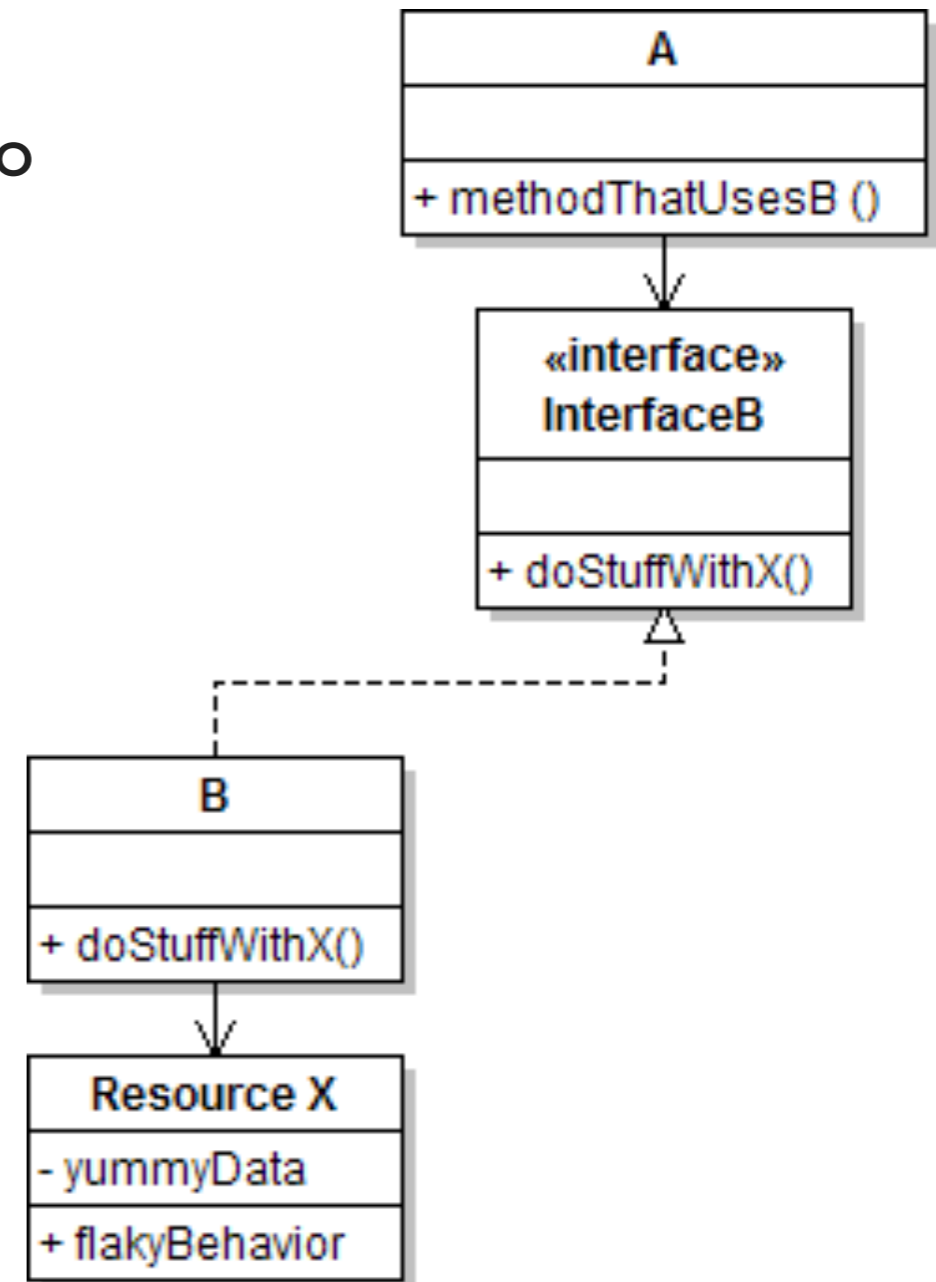 o
A
+ methodThatUsesB ()
«interface»
InterfaceB
+ doStuffWithX()
B
+ doStuffWithX()
Resource X
- yummyData
+ flakyBehavior